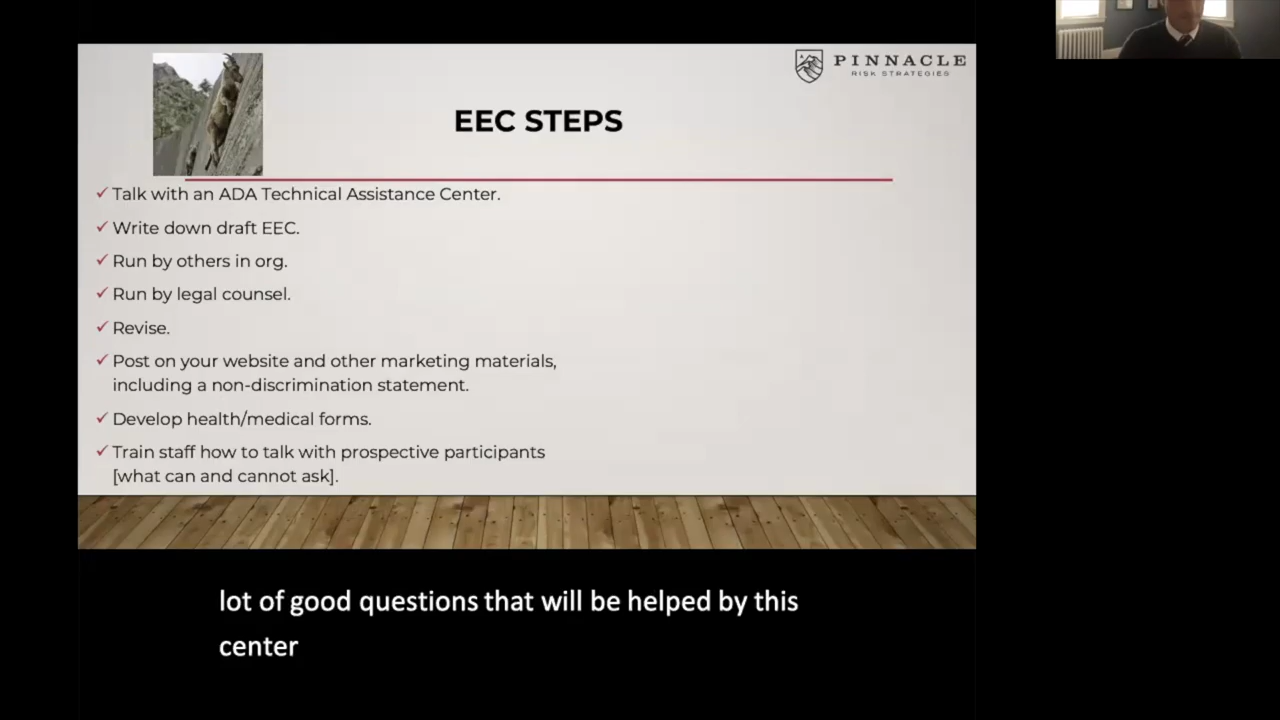 PINNACLE
RISK STRATEGIES
EEC STEPS
✓ Talk with an ADA Technical Assistance Center.
✓ Write down draft EEC.
✓ Run by others in org.
✓ Run by legal counsel.
✓ Revise.
✓ Post on your website and other marketing materials,
including a non-discrimination statement.
✓ Develop health/medical forms.
✓ Train staff how to talk with prospective participants
[what can and cannot ask].
lot of good questions that will be helped by this
center